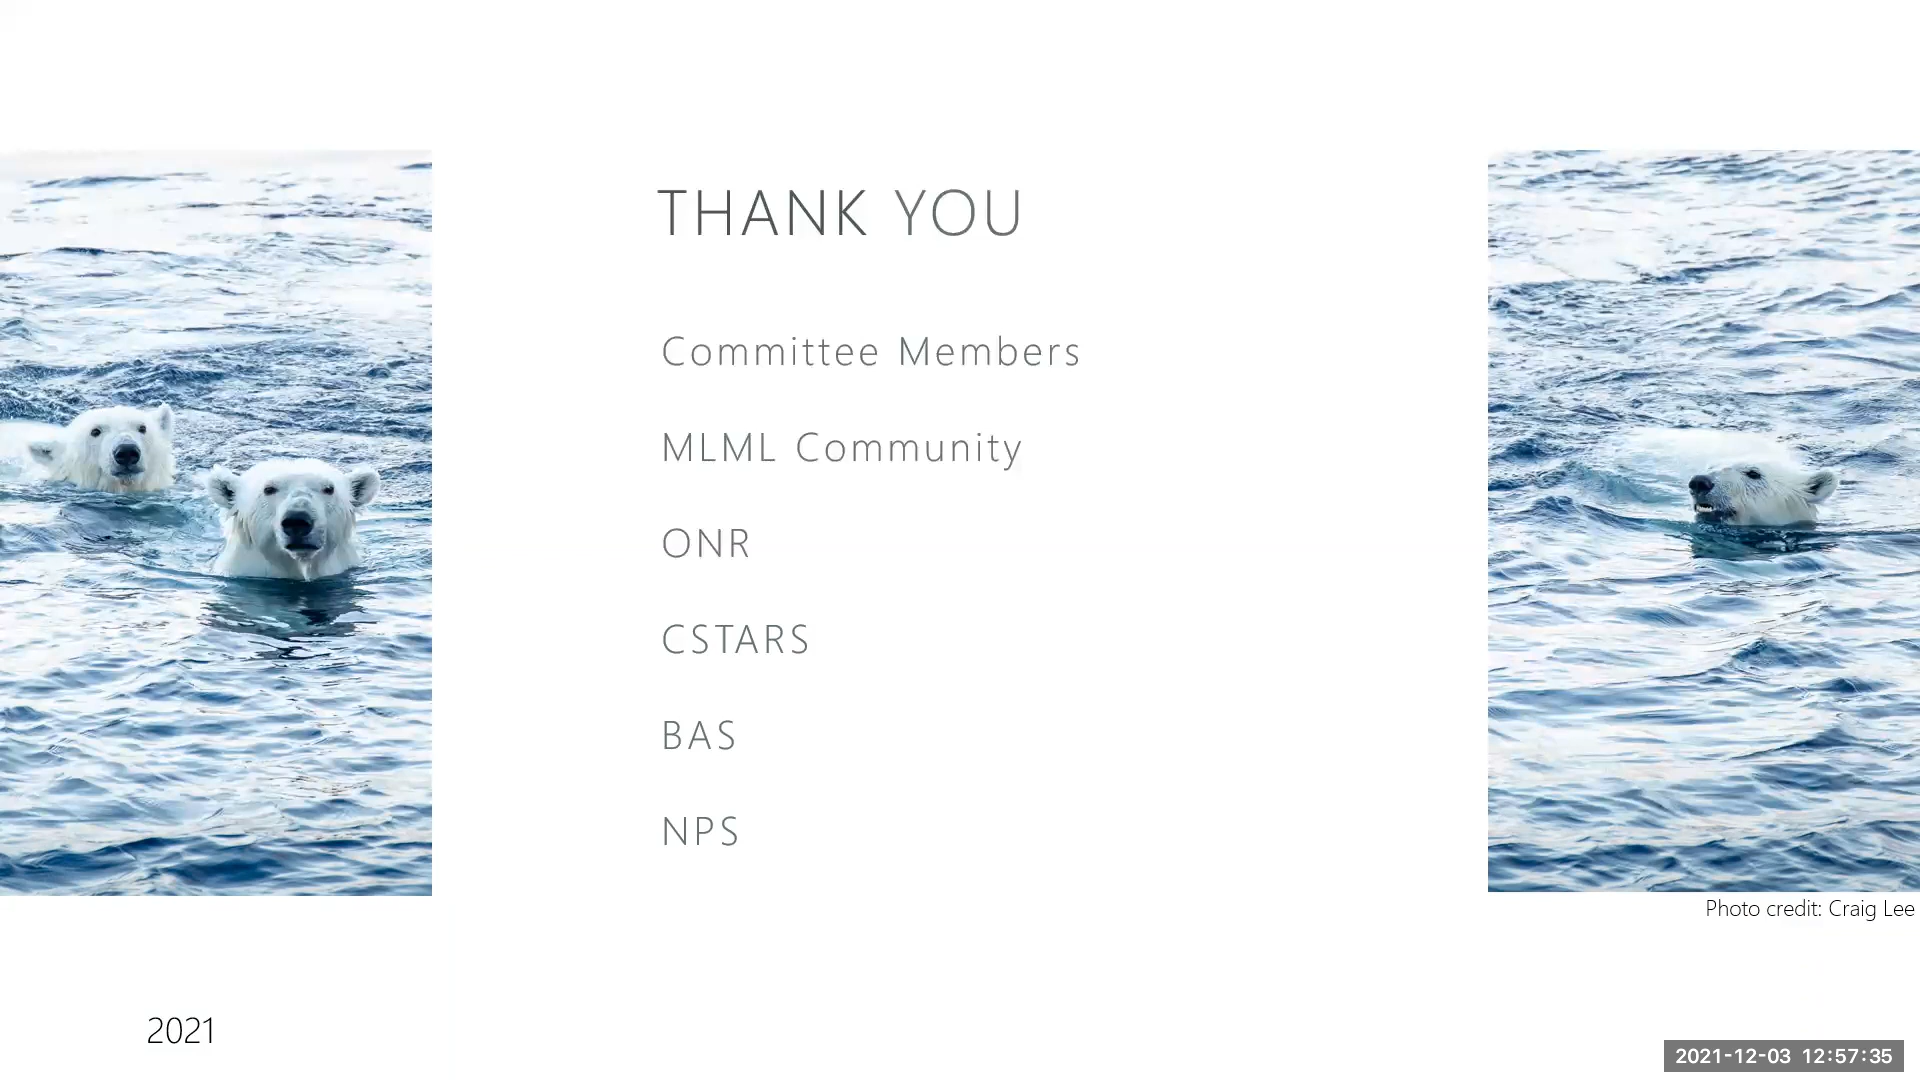 THANK YOU
Committee Members
MLML Community
ONR
CSTARS
BAS
NPS
Photo credit: Craig Lee
2021
2021-12-03 12:57:35